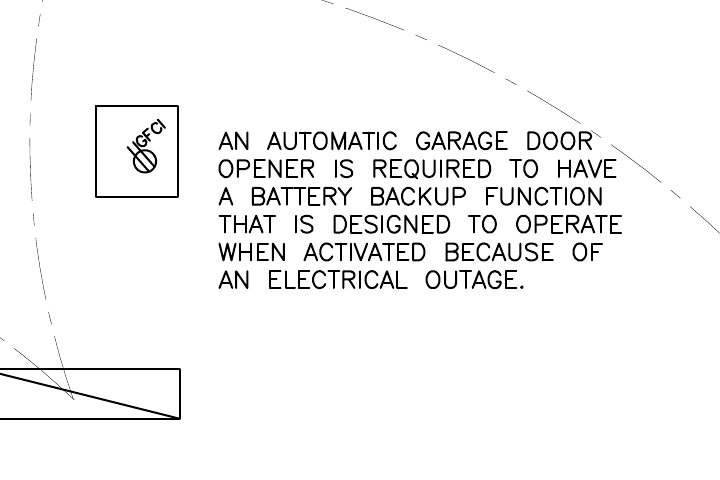 GFCI
AN AUTOMATIC GARAGE DOOR
OPENER IS REQUIRED TO HAVE
A BATTERY BACKUP FUNCTION
THAT IS DESIGNED TO OPERATE
WHEN ACTIVATED BECAUSE OF
AN ELECTRICAL OUTAGE.